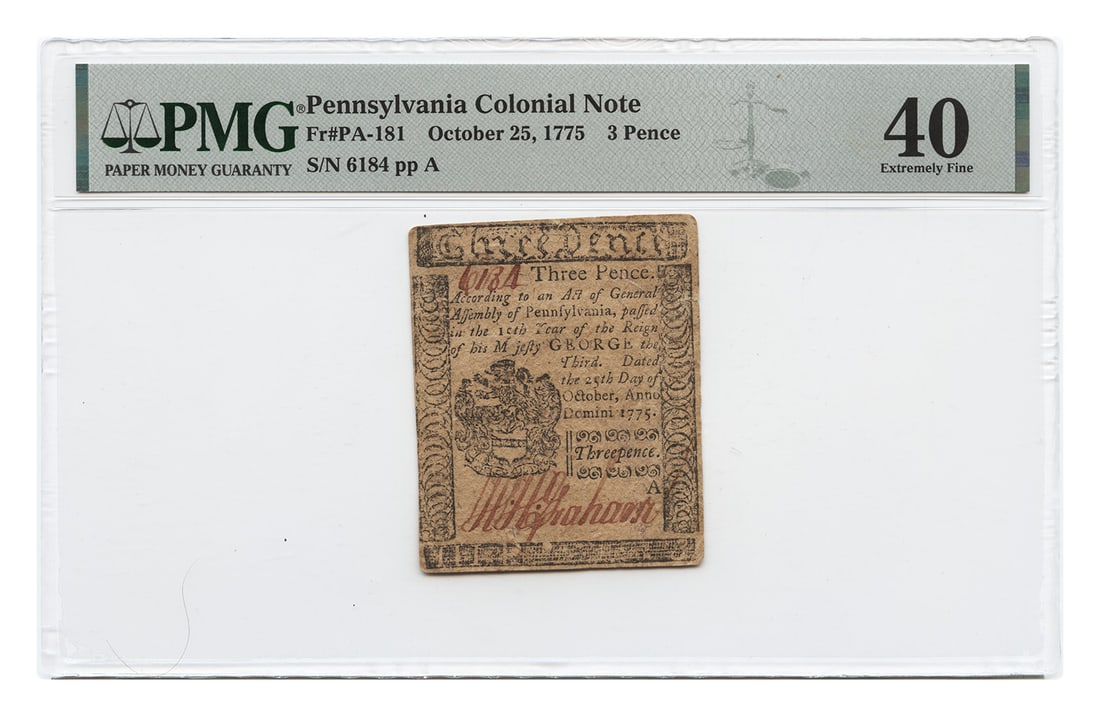 PMG®
PAPER MONEY GUARANTY
Pennsylvania Colonial Note
Fr#PA-181 October 25, 1775 3 Pence
S/N 6184 pp A
40
Extremely Fine
Three Pence
6184 Three Pence.
According to an Act of General
Aſſembly of Pennſylvania, paſſed
in the 15th Year of the Reign
of his M jeſty GEORGE the
Third. Dated
the 25th Day of
October, Anno
Domini 1775.
Threepence.
A